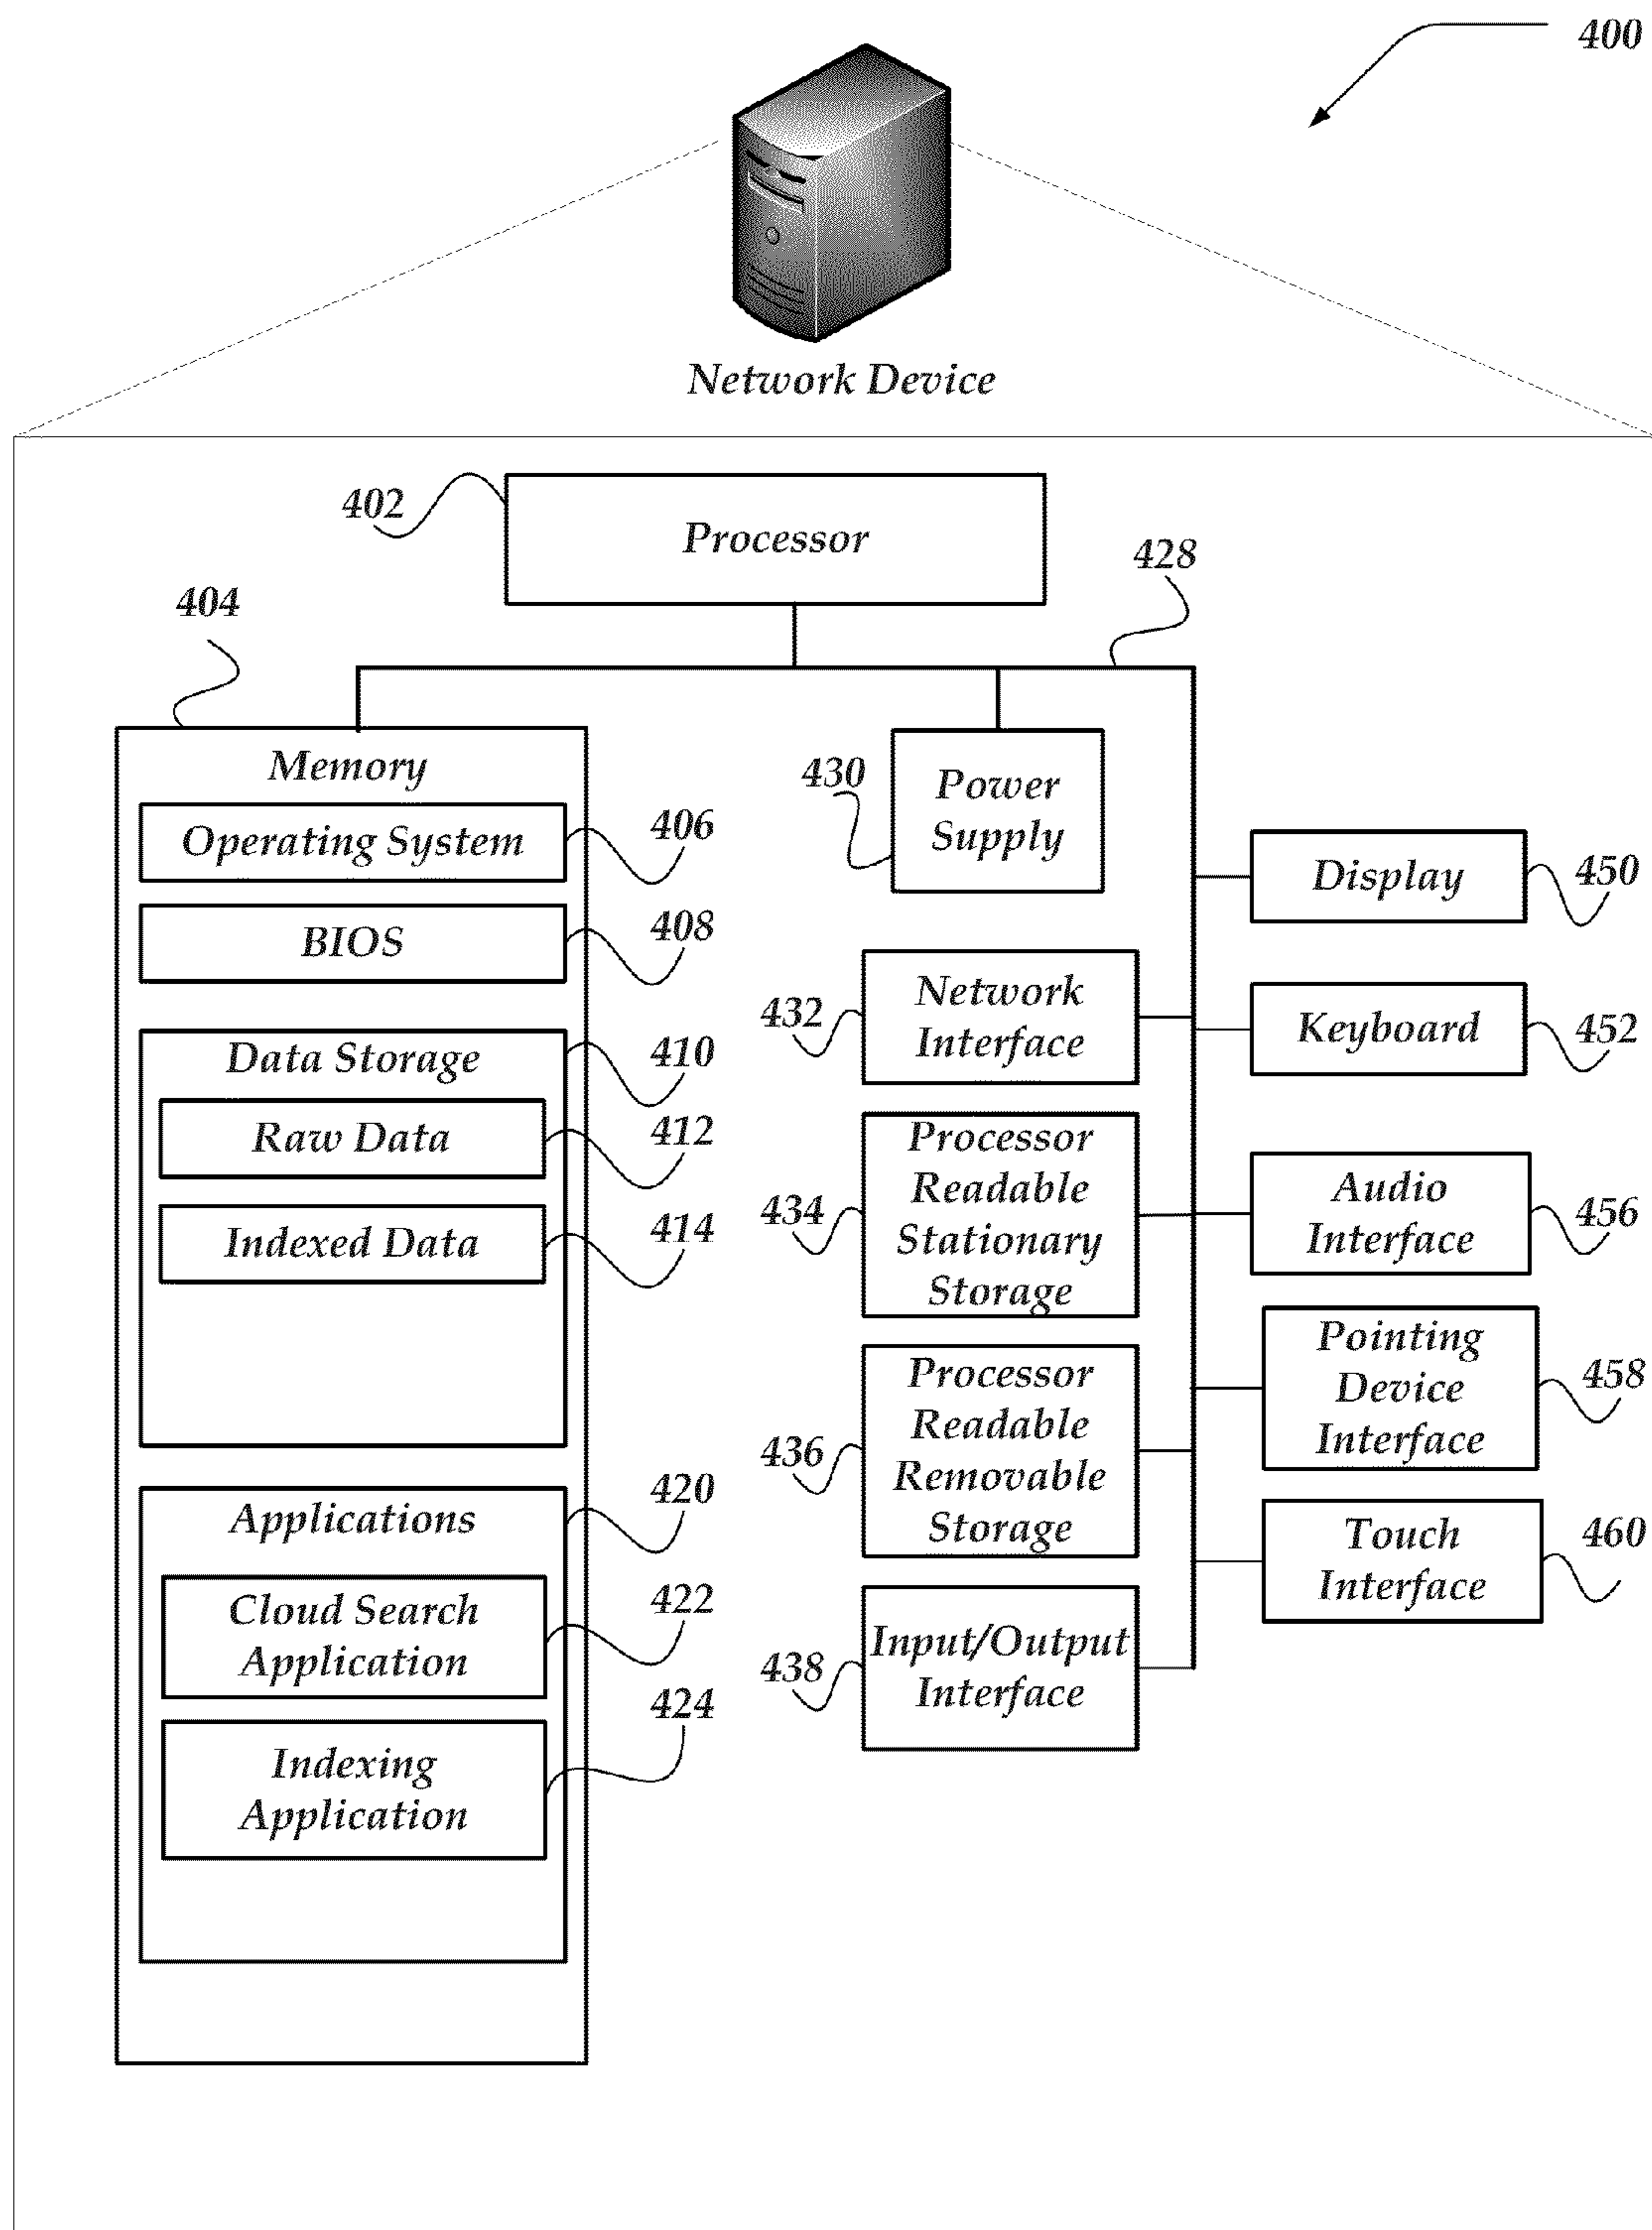 400
Network Device
402
Processor
428
404
Memory
Operating System
406
BIOS
408
Data Storage
410
Raw Data
412
Indexed Data
414
Applications
420
Cloud Search
Application
422
Indexing
Application
424
430
Power
Supply
432
Network
Interface
434
Processor
Readable
Stationary
Storage
436
Processor
Readable
Removable
Storage
438
Input/Output
Interface
Display
450
Keyboard
452
Audio
Interface
456
Pointing
Device
Interface
458
Touch
Interface
460